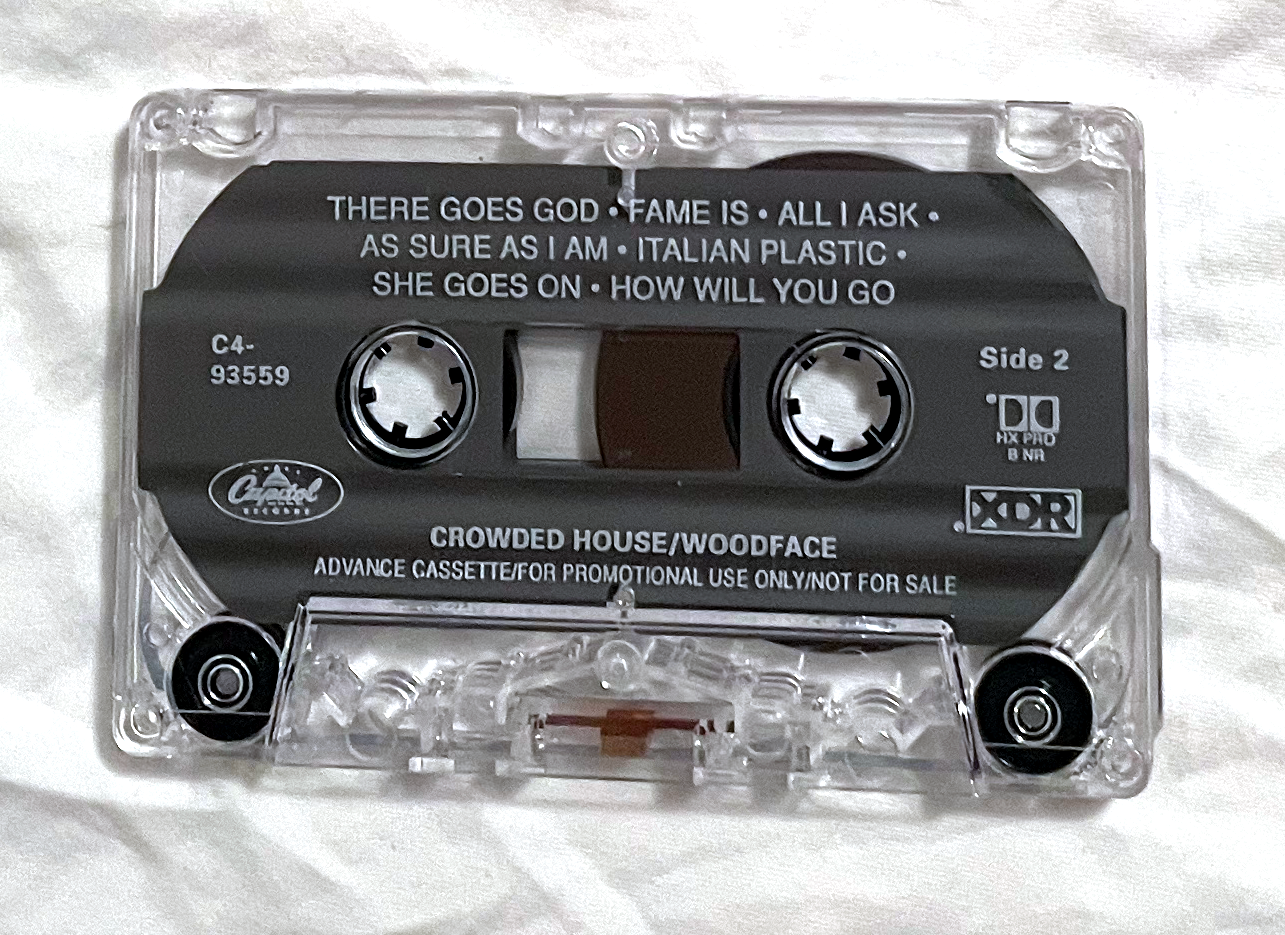 THERE GOES GOD • FAME IS • ALL I ASK •
AS SURE AS I AM • ITALIAN PLASTIC •
SHE GOES ON • HOW WILL YOU GO
C4-
93559
Side 2
HX PRO
B NR
Capitol
RECORDS
XDR
CROWDED HOUSE/WOODFACE
ADVANCE CASSETTE/FOR PROMOTIONAL USE ONLY/NOT FOR SALE